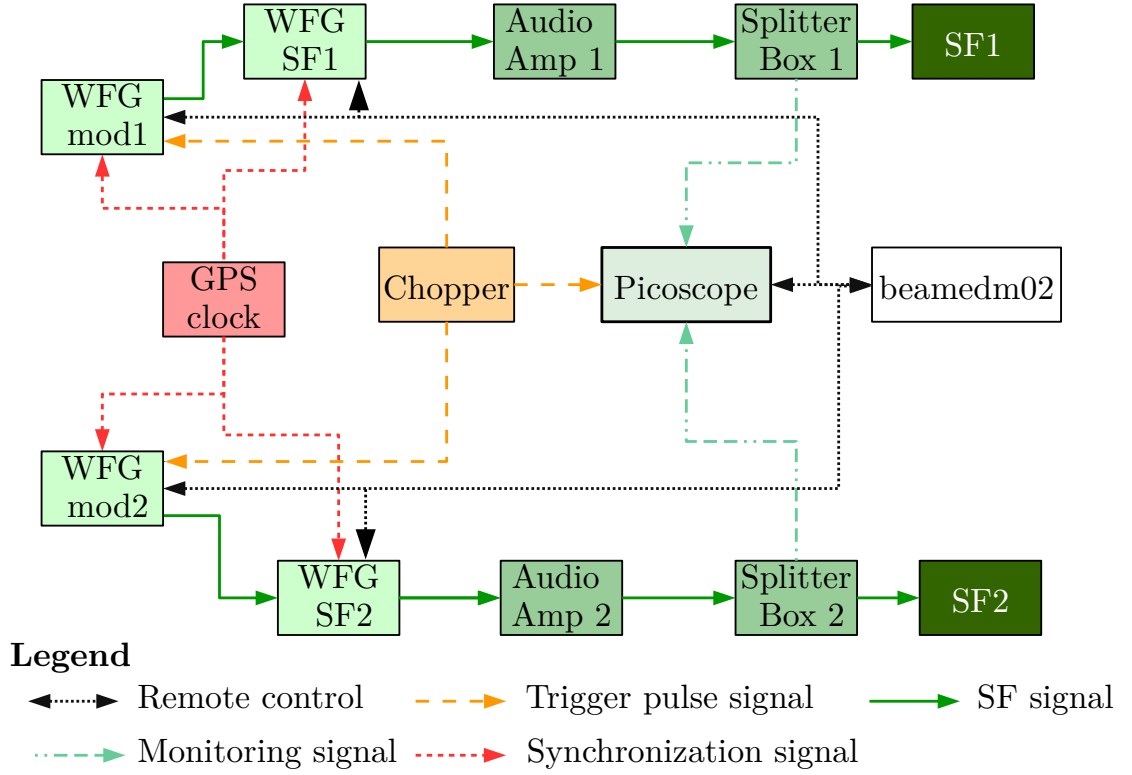 WFG
SF1
Audio
Amp 1
Splitter
Box 1
SF1
WFG
mod1
GPS
clock
Chopper
Picoscope
beamedm02
WFG
mod2
WFG
SF2
Audio
Amp 2
Splitter
Box 2
SF2
Legend
Remote control
Trigger pulse signal
SF signal
Monitoring signal
Synchronization signal